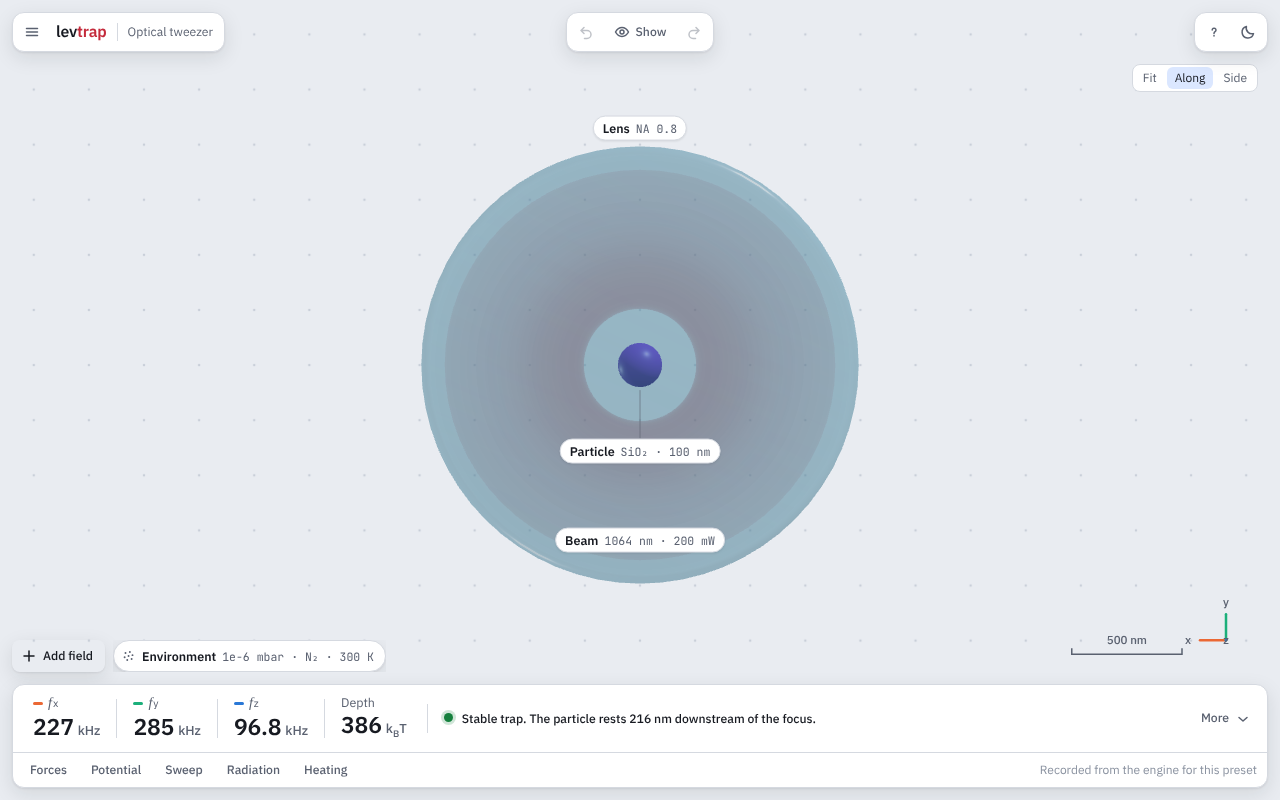 levtrap Optical tweezer
Show
?
Fit Along Side
Lens NA 0.8
Particle SiO₂ · 100 nm
Beam 1064 nm · 200 mW
y
x
z
500 nm
Add field
Environment 1e-6 mbar · N₂ · 300 K
fx
227 kHz
fy
285 kHz
fz
96.8 kHz
Depth
386 kBT
Stable trap. The particle rests 216 nm downstream of the focus.
More
Forces Potential Sweep Radiation Heating
Recorded from the engine for this preset